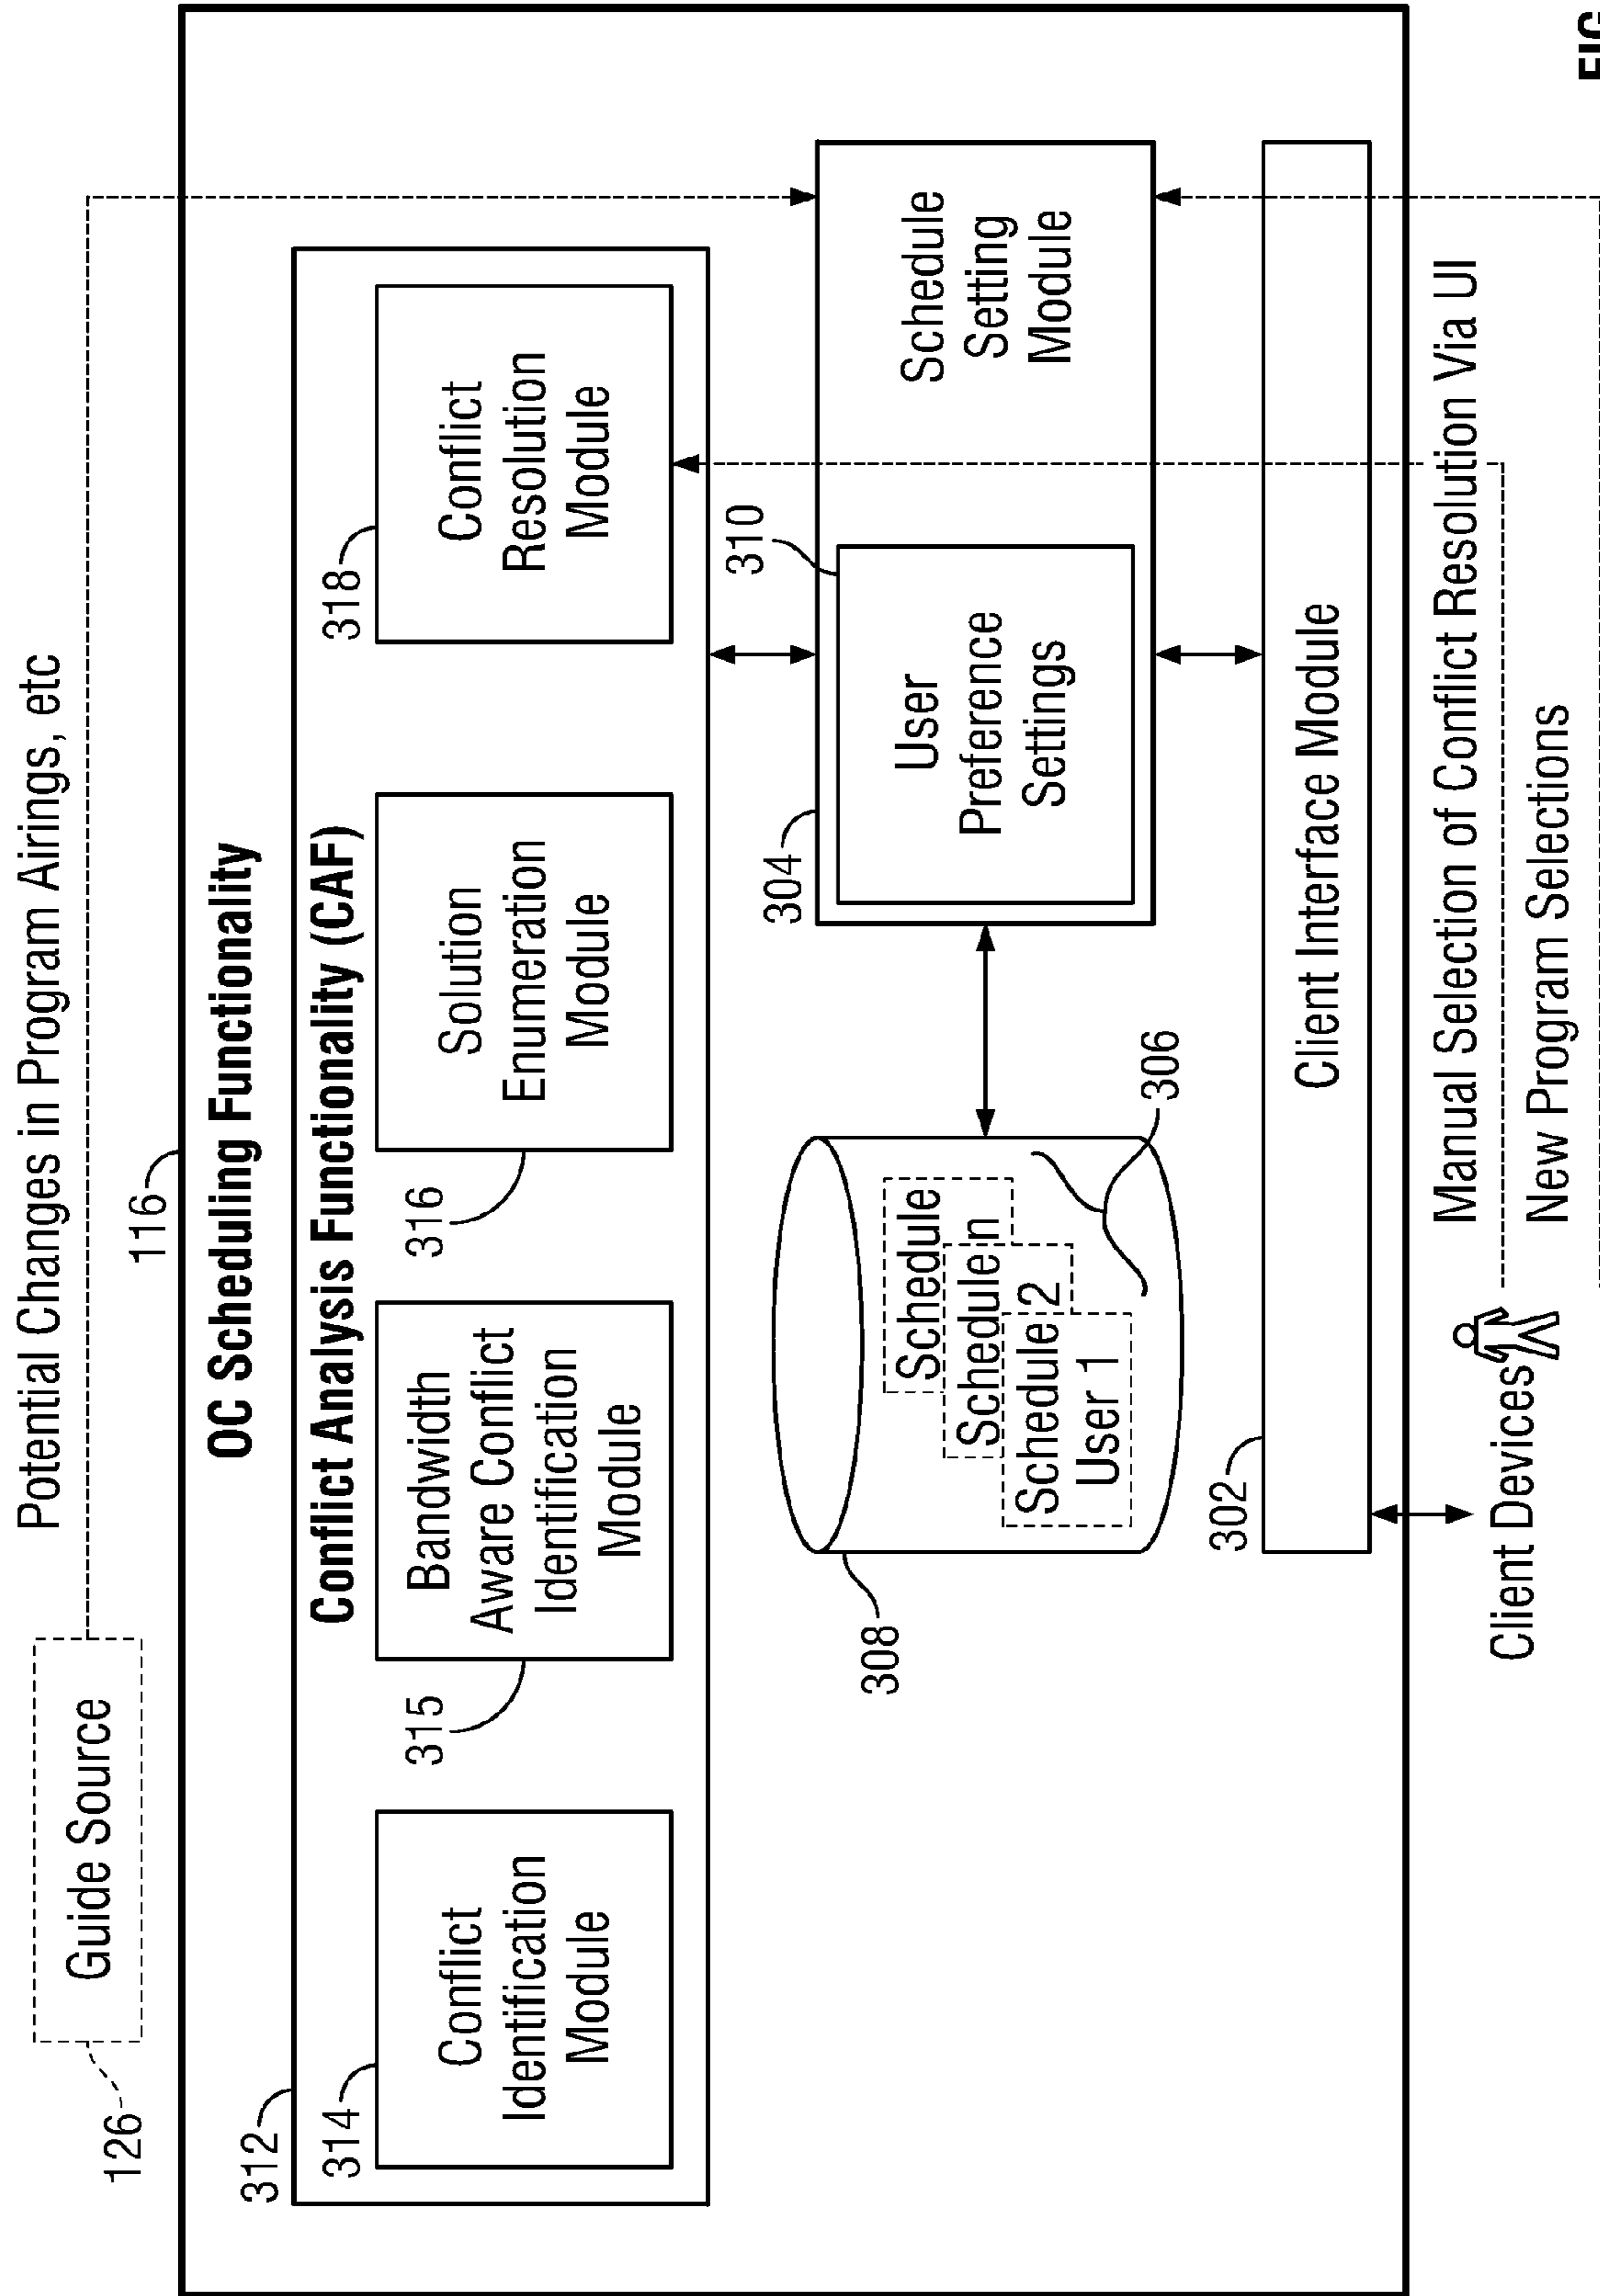 Potential Changes in Program Airings, etc
Guide Source
126
116
OC Scheduling Functionality
312
Conflict Analysis Functionality (CAF)
314
Conflict
Identification
Module
315
Bandwidth
Aware Conflict
Identification
Module
316
Solution
Enumeration
Module
318
Conflict
Resolution
Module
310
304
User
Preference
Settings
Schedule
Setting
Module
308
Schedule
Schedul n
Schedule 2
User 1
306
302
Client Interface Module
Client Devices
Manual Selection of Conflict Resolution Via UI
New Program Selections
FIG